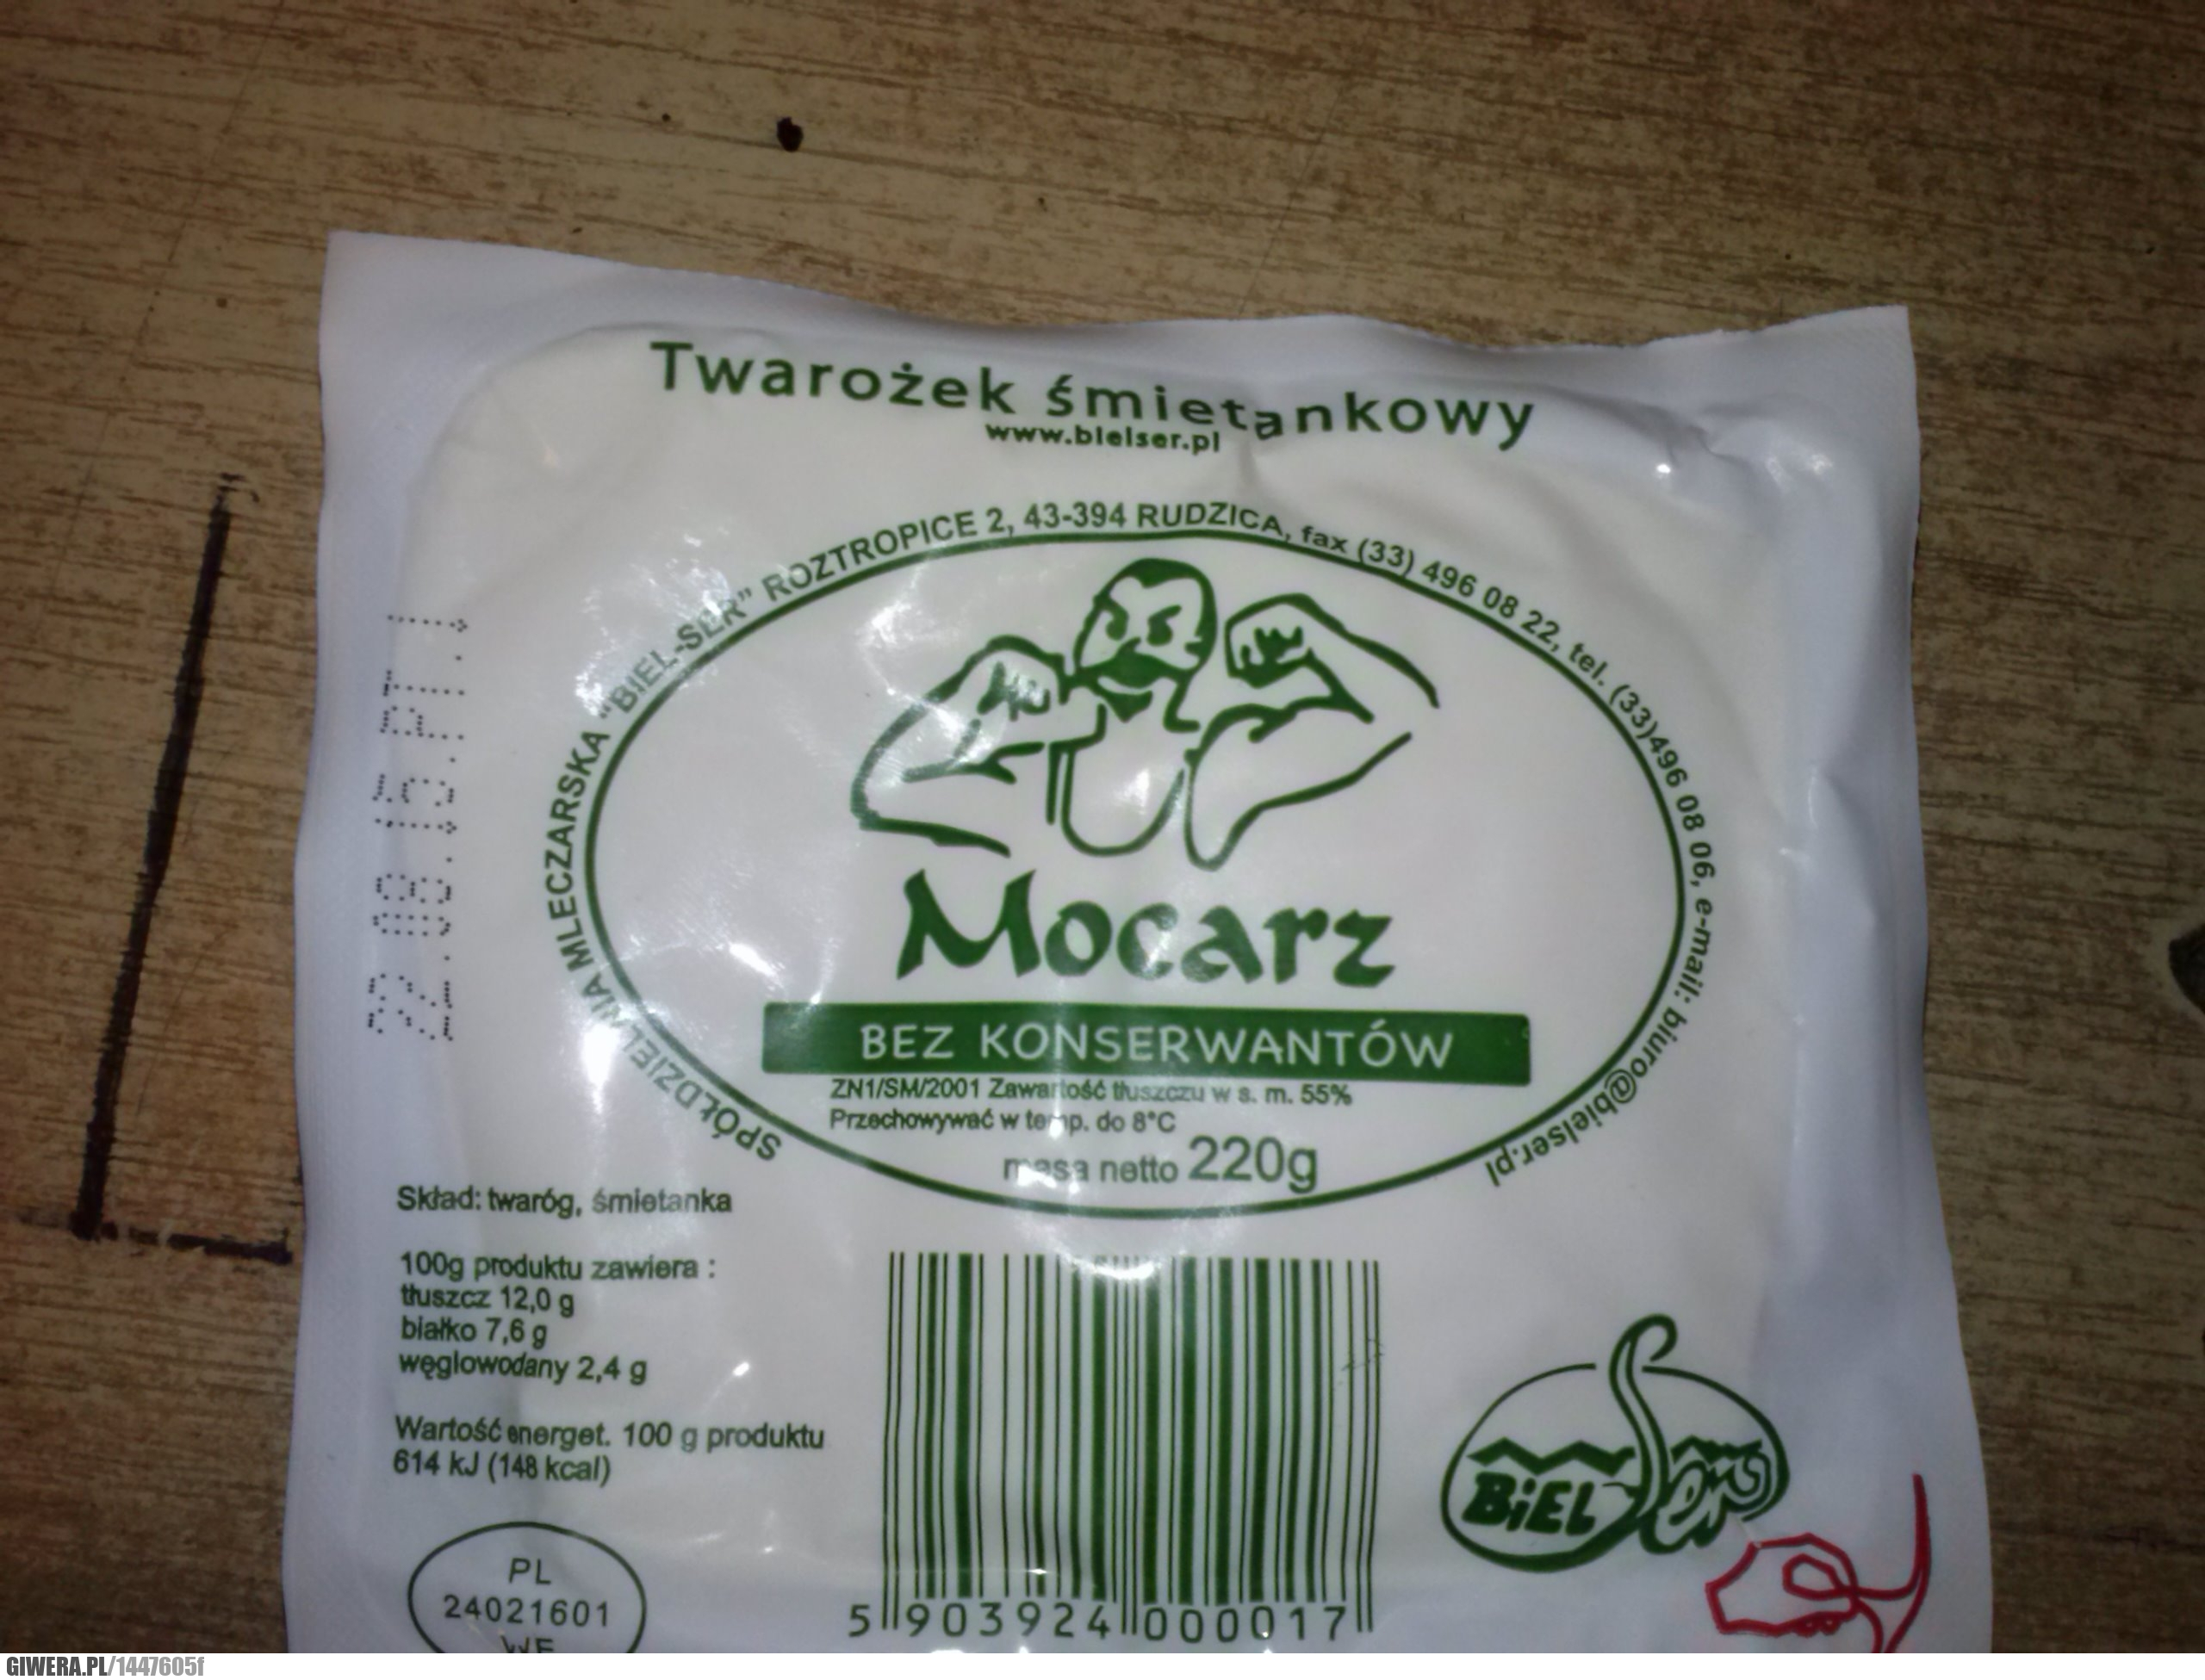 Twarożek śmietankowy
www.bielser.pl
SPÓŁDZIELNIA MLECZARSKA "BIEL-SER" ROZTROPICE 2, 43-394 RUDZICA, fax (33) 496 08 22, tel. (33)496 08 06, e-mail: biuro@bielser.pl
22.08.15.PT.1
Mocarz
BEZ KONSERWANTÓW
ZN1/SM/2001 Zawartość tłuszczu w s. m. 55%
Przechowywać w temp. do 8°C
masa netto 220g
Skład: twaróg, śmietanka
100g produktu zawiera :
tłuszcz 12,0 g
białko 7,6 g
węglowodany 2,4 g
Wartość energet. 100 g produktu
614 kJ (148 kcal)
PL
24021601
WE
5 903924 000017
BiEL Ser
GIWERA.PL/1447605f